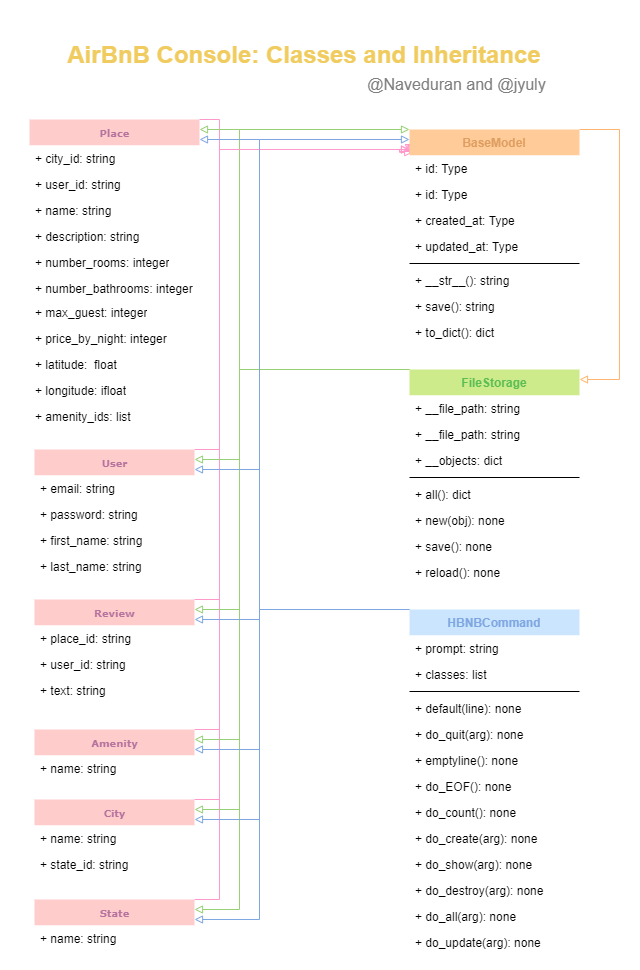 AirBnB Console: Classes and Inheritance
@Naveduran and @jyuly
Place
+ city_id: string
+ user_id: string
+ name: string
+ description: string
+ number_rooms: integer
+ number_bathrooms: integer
+ max_guest: integer
+ price_by_night: integer
+ latitude:  float
+ longitude: ifloat
+ amenity_ids: list
User
+ email: string
+ password: string
+ first_name: string
+ last_name: string
Review
+ place_id: string
+ user_id: string
+ text: string
Amenity
+ name: string
City
+ name: string
+ state_id: string
State
+ name: string
BaseModel
+ id: Type
+ id: Type
+ created_at: Type
+ updated_at: Type
+ __str__(): string
+ save(): string
+ to_dict(): dict
FileStorage
+ __file_path: string
+ __file_path: string
+ __objects: dict
+ all(): dict
+ new(obj): none
+ save(): none
+ reload(): none
HBNBCommand
+ prompt: string
+ classes: list
+ default(line): none
+ do_quit(arg): none
+ emptyline(): none
+ do_EOF(): none
+ do_count(): none
+ do_create(arg): none
+ do_show(arg): none
+ do_destroy(arg): none
+ do_all(arg): none
+ do_update(arg): none